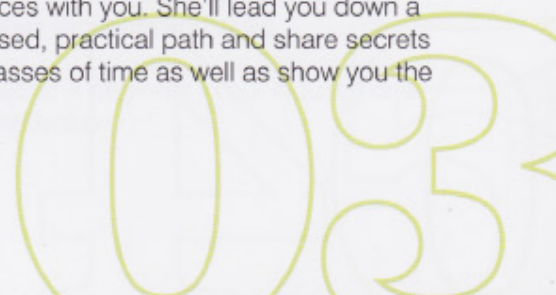 ces with you. She'll lead you down a
sed, practical path and share secrets
asses of time as well as show you the
03